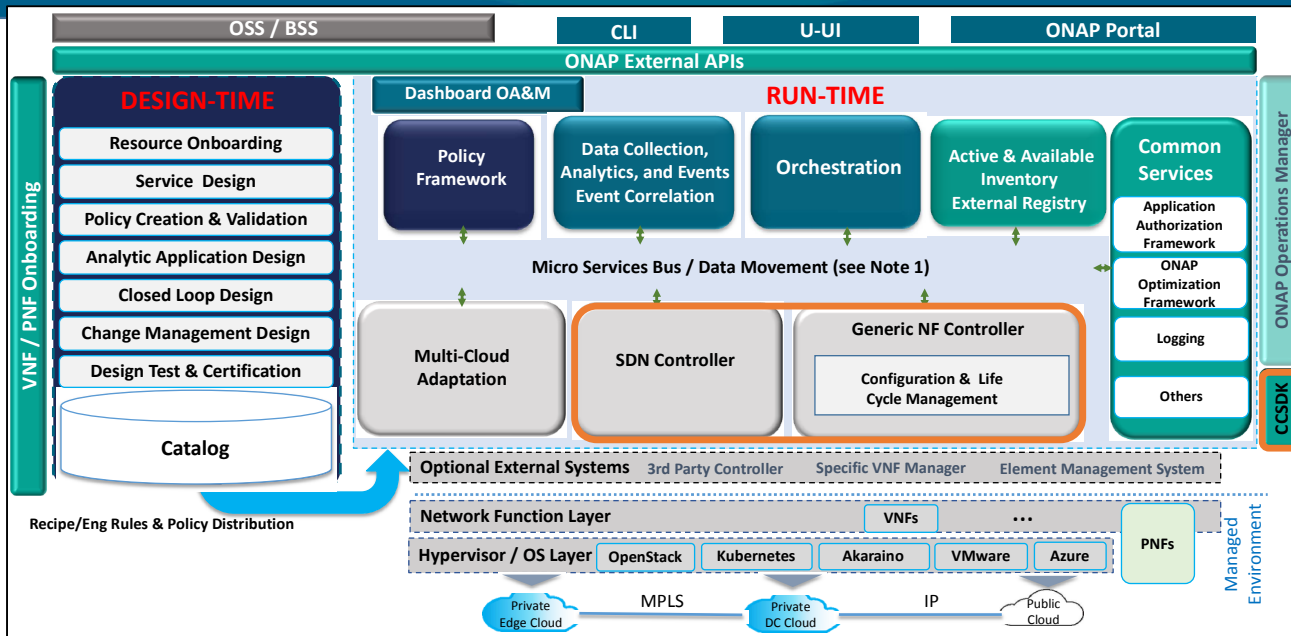 OSS / BSS
CLI
U-UI
ONAP Portal
ONAP External APIs
VNF / PNF Onboarding
DESIGN-TIME
Resource Onboarding
Service Design
Policy Creation & Validation
Analytic Application Design
Closed Loop Design
Change Management Design
Design Test & Certification
Catalog
Recipe/Eng Rules & Policy Distribution
Dashboard OA&M
RUN-TIME
Policy
Framework
Data Collection,
Analytics, and Events
Event Correlation
Orchestration
Active & Available
Inventory
External Registry
Common
Services
Application
Authorization
Framework
ONAP
Optimization
Framework
Logging
Others
Micro Services Bus / Data Movement (see Note 1)
Multi-Cloud
Adaptation
SDN Controller
Generic NF Controller
Configuration & Life
Cycle Management
ONAP Operations Manager
CCSDK
Optional External Systems
3rd Party Controller
Specific VNF Manager
Element Management System
Network Function Layer
VNFs
...
PNFs
Hypervisor / OS Layer
OpenStack
Kubernetes
Akaraino
VMware
Azure
Managed
Environment
Private
Edge Cloud
MPLS
Private
DC Cloud
IP
Public
Cloud